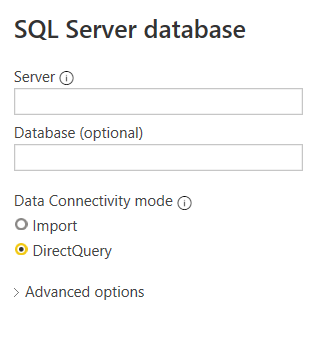 SQL Server database
Server
Database (optional)
Data Connectivity mode
Import
DirectQuery
Advanced options